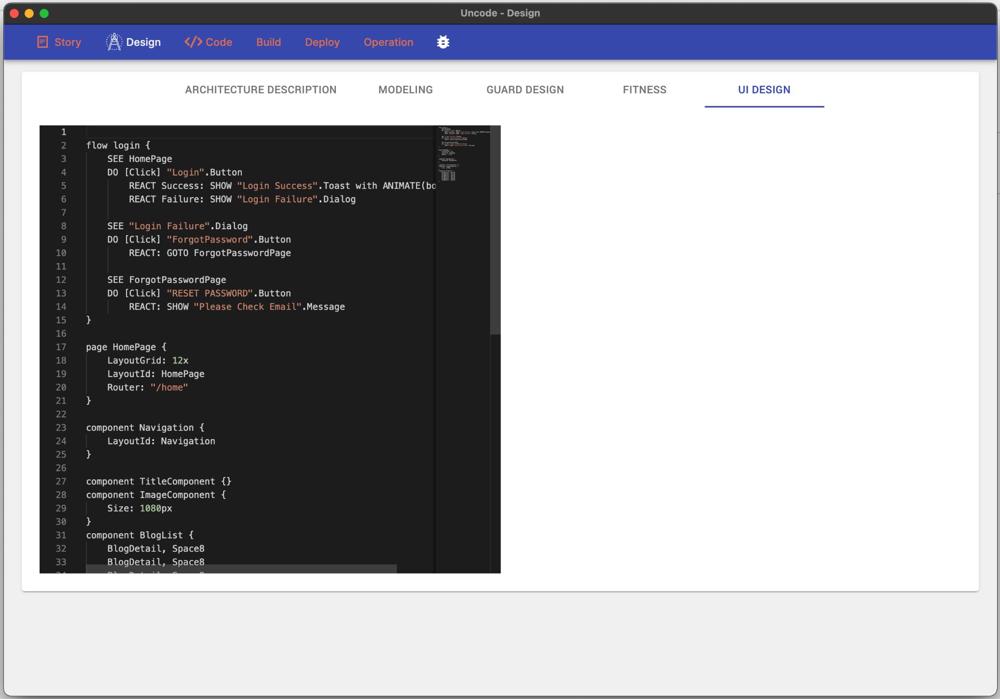 Uncode - Design
Story Design </> Code Build Deploy Operation
ARCHITECTURE DESCRIPTION MODELING GUARD DESIGN FITNESS UI DESIGN
1
2 flow login {
3 SEE HomePage
4 DO [Click] "Login".Button
5 REACT Success: SHOW "Login Success".Toast with ANIMATE(bo
6 REACT Failure: SHOW "Login Failure".Dialog
7
8 SEE "Login Failure".Dialog
9 DO [Click] "ForgotPassword".Button
10 REACT: GOTO ForgotPasswordPage
11
12 SEE ForgotPasswordPage
13 DO [Click] "RESET PASSWORD".Button
14 REACT: SHOW "Please Check Email".Message
15 }
16
17 page HomePage {
18 LayoutGrid: 12x
19 LayoutId: HomePage
20 Router: "/home"
21 }
22
23 component Navigation {
24 LayoutId: Navigation
25 }
26
27 component TitleComponent {}
28 component ImageComponent {
29 Size: 1080px
30 }
31 component BlogList {
32 BlogDetail, Space8
33 BlogDetail, Space8